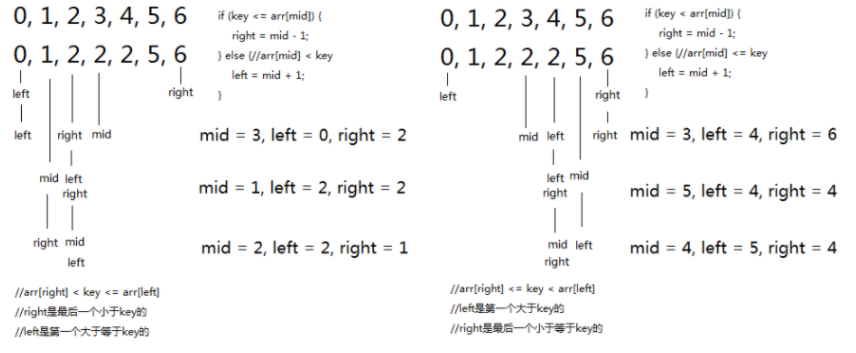 0, 1, 2, 3, 4, 5, 6
0, 1, 2, 2, 2, 5, 6
if (key <= arr[mid]) {
right = mid - 1;
} else {//arr[mid] < key
left = mid + 1;
}
left
right
left
right
mid
mid = 3, left = 0, right = 2
mid left
right
mid = 1, left = 2, right = 2
right mid
left
mid = 2, left = 2, right = 1
//arr[right] < key <= arr[left]
//right是最后一个小于key的
//left是第一个大于等于key的
0, 1, 2, 3, 4, 5, 6
0, 1, 2, 2, 2, 5, 6
if (key < arr[mid]) {
right = mid - 1;
} else {//arr[mid] <= key
left = mid + 1;
}
left
right
mid left
right
mid = 3, left = 4, right = 6
left mid
right
mid = 5, left = 4, right = 4
mid left
right
mid = 4, left = 5, right = 4
//arr[right] <= key < arr[left]
//left是第一个大于key的
//right是最后一个小于等于key的